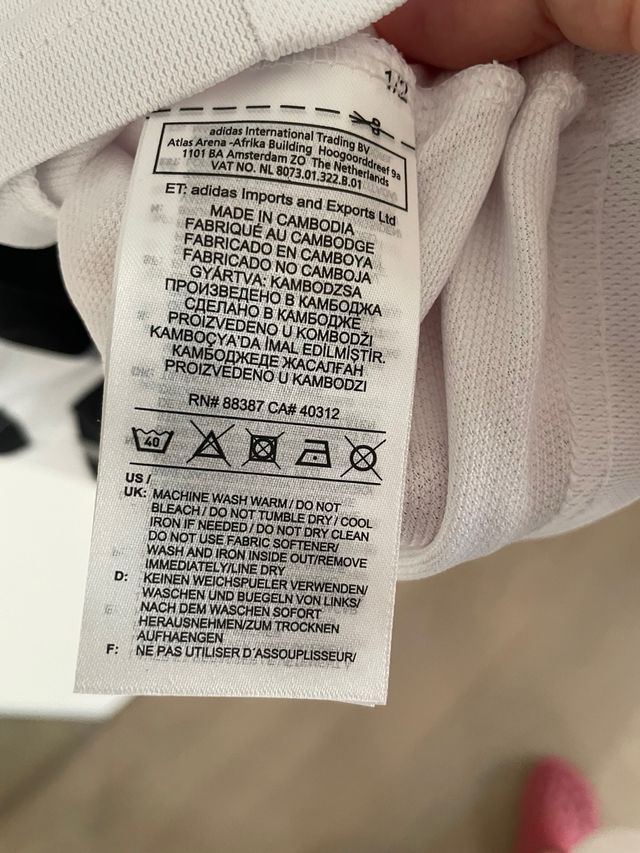 1/2
adidas International Trading BV
Atlas Arena -Afrika Building Hoogoorddreef 9a
1101 BA Amsterdam ZO The Netherlands
VAT NO. NL 8073.01.322.B.01
ET: adidas Imports and Exports Ltd
MADE IN CAMBODIA
FABRIQUÉ AU CAMBODGE
FABRICADO EN CAMBOYA
FABRICADO NO CAMBOJA
GYÁRTVA: KAMBODZSA
ПРОИЗВЕДЕНО В КАМБОДЖА
СДЕЛАНО В КАМБОДЖЕ
PROIZVEDENO U KOMBODŽI
KAMBOÇYA'DA IMAL EDİLMİŞTİR.
КАМБОДЖЕДЕ ЖАСАЛҒАН
PROIZVEDENO U KAMBODZI
RN# 88387 CA# 40312
40
US /
UK: MACHINE WASH WARM / DO NOT
BLEACH / DO NOT TUMBLE DRY / COOL
IRON IF NEEDED / DO NOT DRY CLEAN
DO NOT USE FABRIC SOFTENER/
WASH AND IRON INSIDE OUT/REMOVE
IMMEDIATELY/LINE DRY
D: KEINEN WEICHSPUELER VERWENDEN/
WASCHEN UND BUEGELN VON LINKS/
NACH DEM WASCHEN SOFORT
HERAUSNEHMEN/ZUM TROCKNEN
AUFHAENGEN
F: NE PAS UTILISER D'ASSOUPLISSEUR/